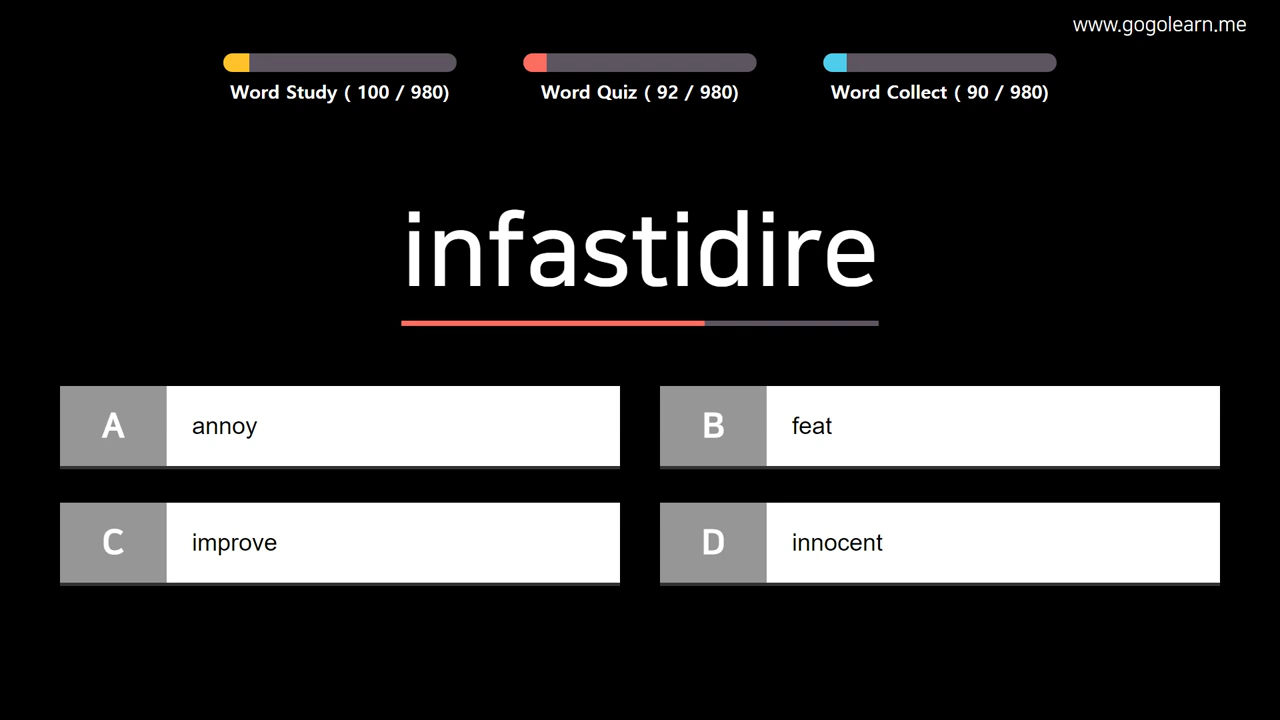 www.gogolearn.me
Word Study ( 100 / 980)
Word Quiz ( 92 / 980)
Word Collect ( 90 / 980)
infastidire
A annoy
B feat
C improve
D innocent